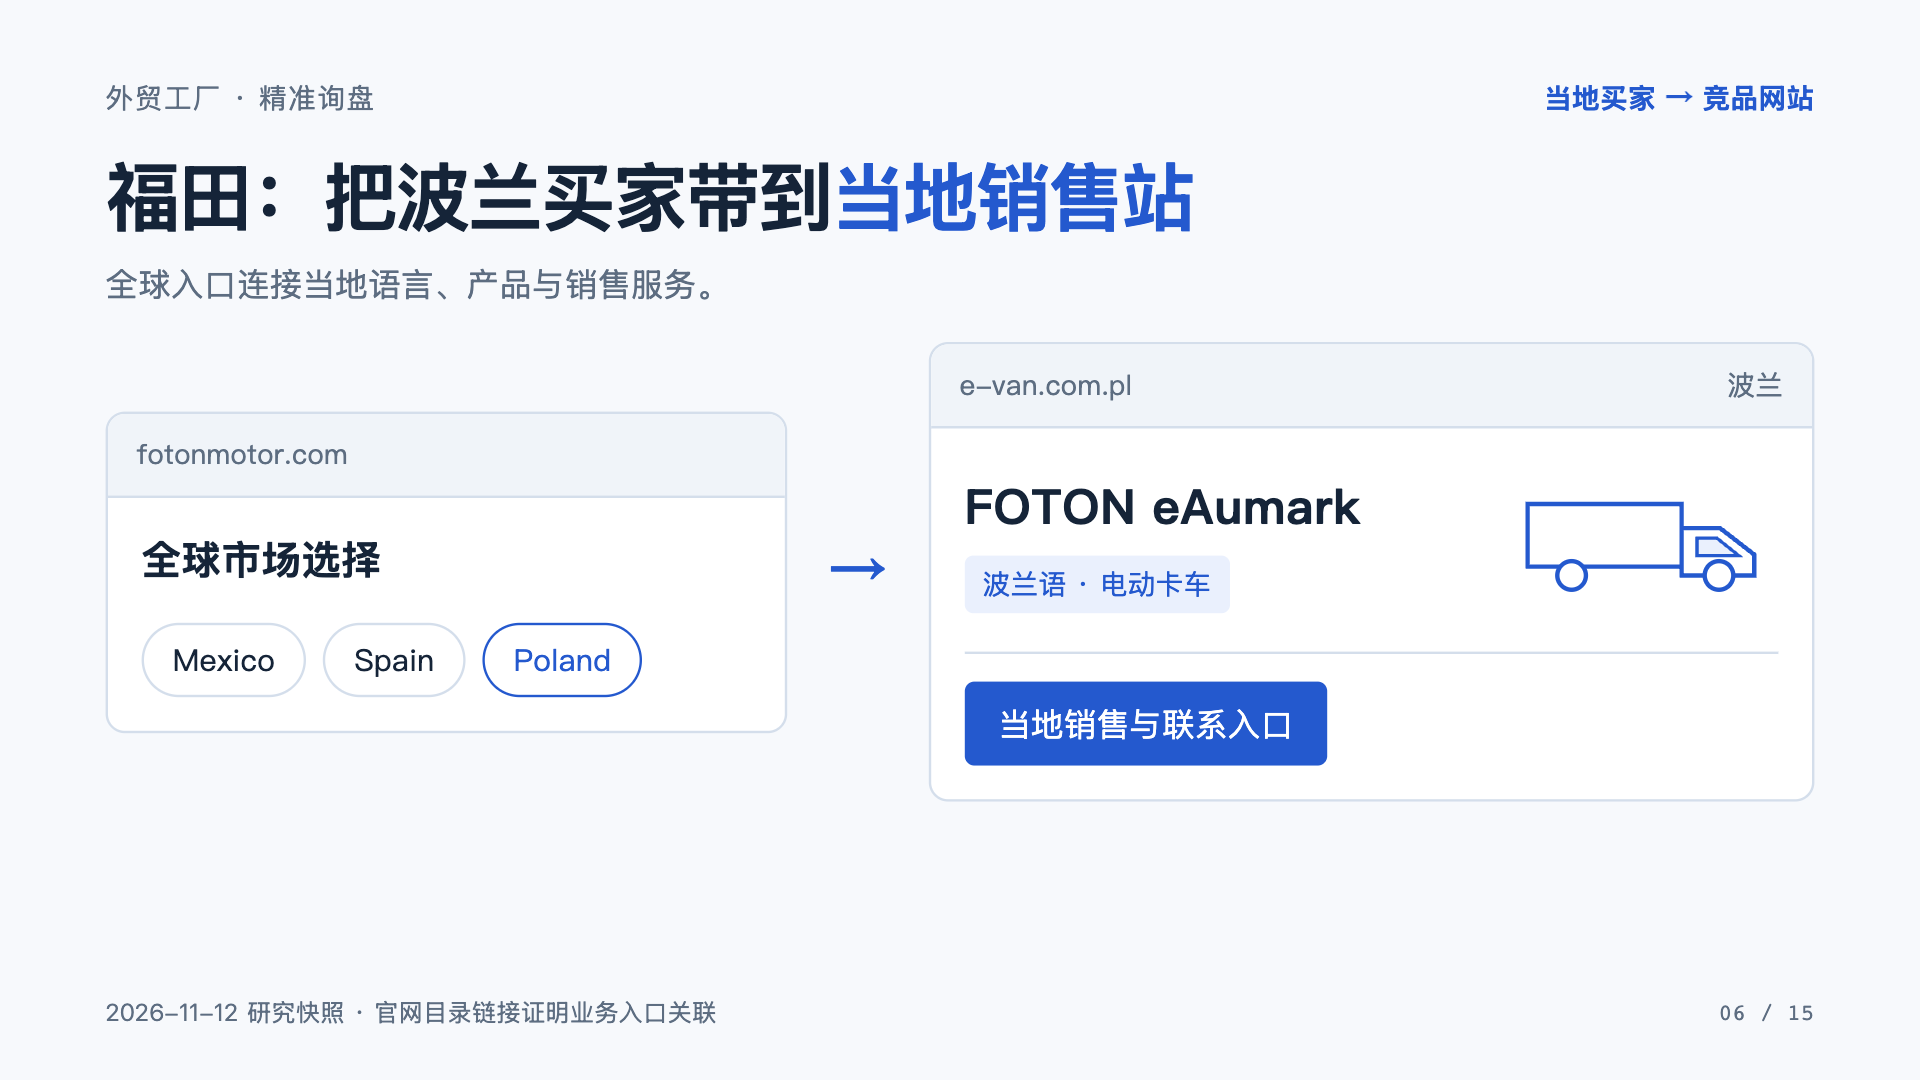 外贸工厂 · 精准询盘
当地买家 → 竞品网站
福田：把波兰买家带到当地销售站
全球入口连接当地语言、产品与销售服务。
fotonmotor.com
全球市场选择
Mexico
Spain
Poland
→
e–van.com.pl
波兰
FOTON eAumark
波兰语 · 电动卡车
当地销售与联系入口
2026–11–12 研究快照 · 官网目录链接证明业务入口关联
06 / 15